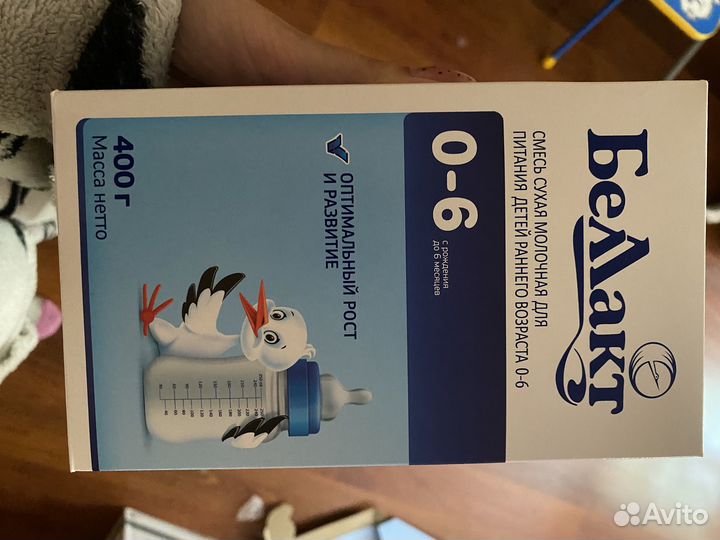 Беллакт
СМЕСЬ СУХАЯ МОЛОЧНАЯ ДЛЯ
ПИТАНИЯ ДЕТЕЙ РАННЕГО ВОЗРАСТА 0-6
0-6
с рождения
до 6 месяцев
ОПТИМАЛЬНЫЙ РОСТ
И РАЗВИТИЕ
400 г
Масса нетто
Avito